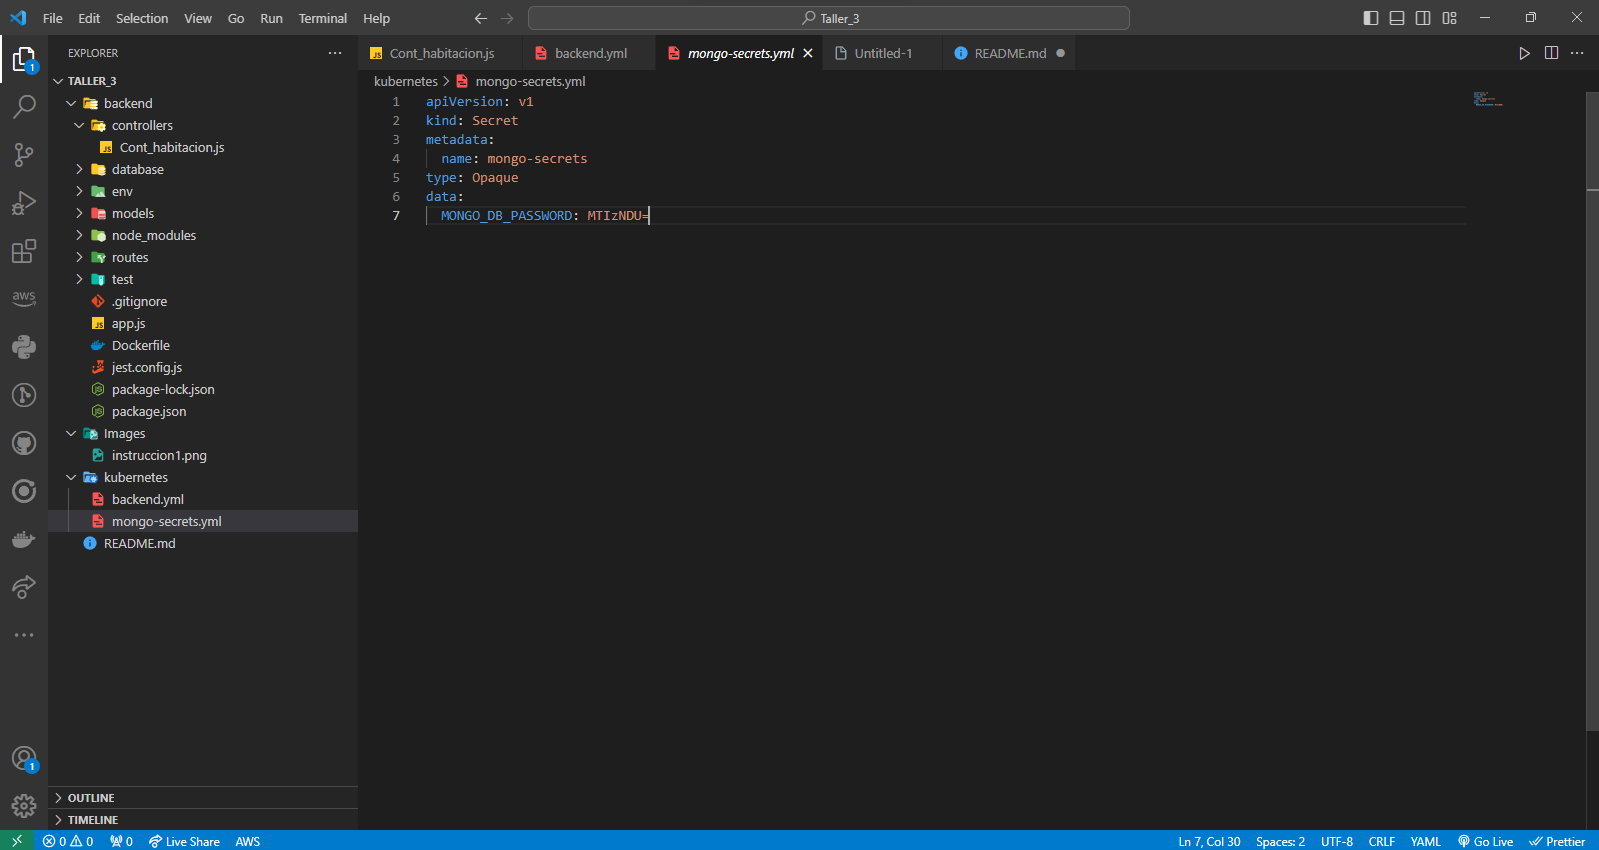 File Edit Selection View Go Run Terminal Help
Taller_3
EXPLORER
Cont_habitacion.js
backend.yml
mongo-secrets.yml
Untitled-1
README.md
TALLER_3
backend
controllers
Cont_habitacion.js
database
env
models
node_modules
routes
test
.gitignore
app.js
Dockerfile
jest.config.js
package-lock.json
package.json
Images
instruccion1.png
kubernetes
backend.yml
mongo-secrets.yml
README.md
OUTLINE
TIMELINE
aws
1
1
kubernetes > mongo-secrets.yml
1 apiVersion: v1
2 kind: Secret
3 metadata:
4 name: mongo-secrets
5 type: Opaque
6 data:
7 MONGO_DB_PASSWORD: MTIzNDU=
0 0 0 Live Share AWS
Ln 7, Col 30 Spaces: 2 UTF-8 CRLF YAML Go Live Prettier